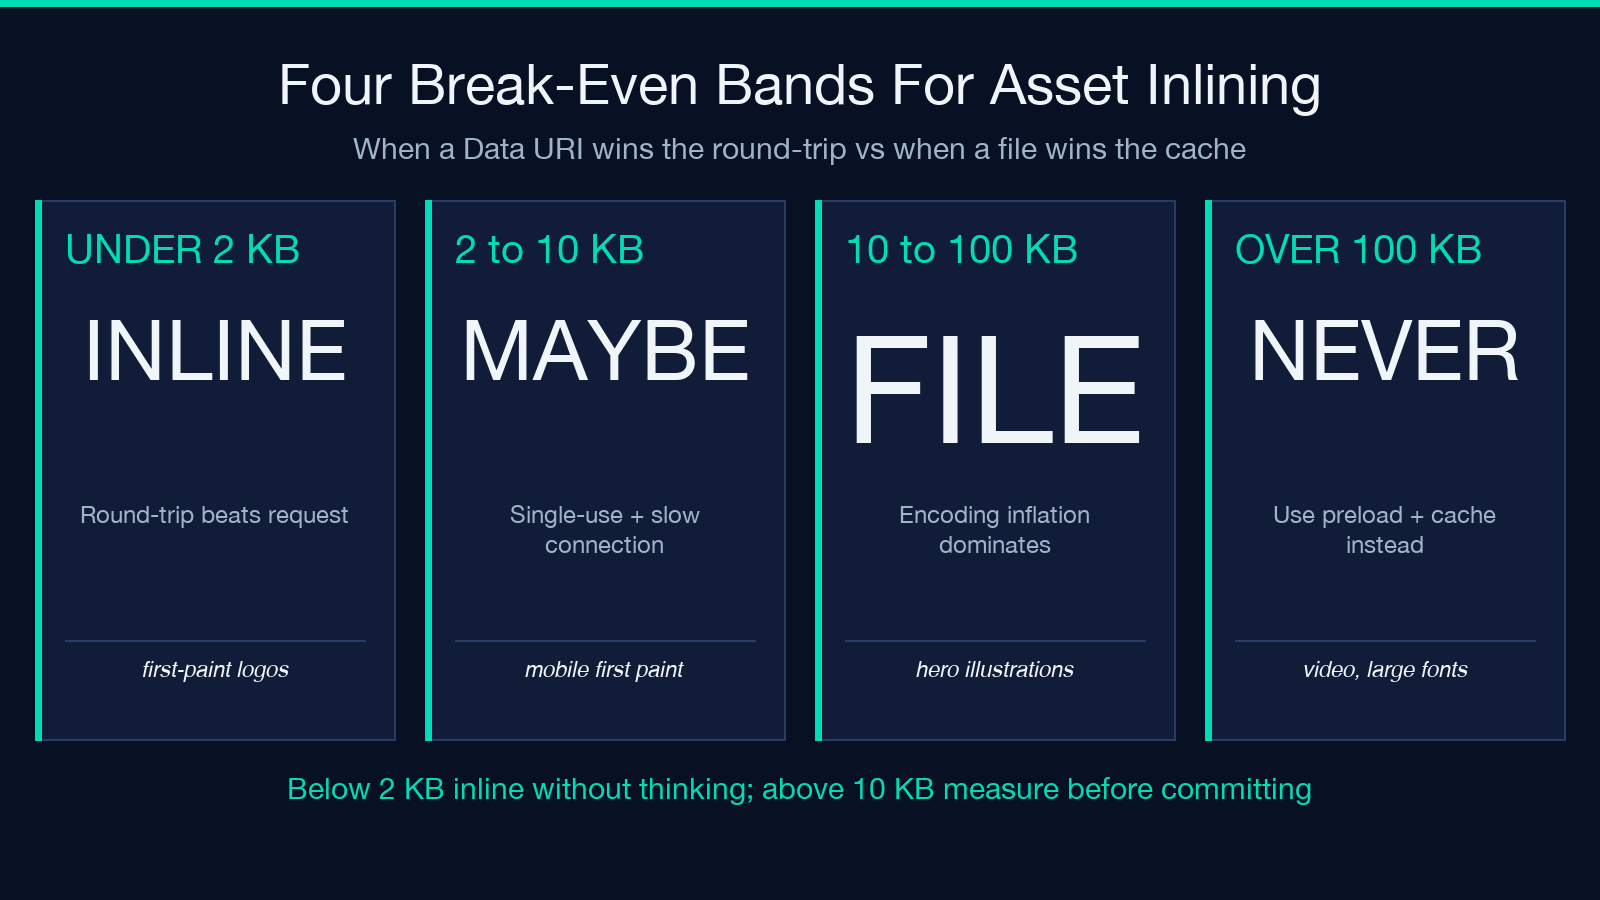 Four Break-Even Bands For Asset Inlining
When a Data URI wins the round-trip vs when a file wins the cache
UNDER 2 KB
INLINE
Round-trip beats request
first-paint logos
2 to 10 KB
MAYBE
Single-use + slow
connection
mobile first paint
10 to 100 KB
FILE
Encoding inflation
dominates
hero illustrations
OVER 100 KB
NEVER
Use preload + cache
instead
video, large fonts
Below 2 KB inline without thinking; above 10 KB measure before committing